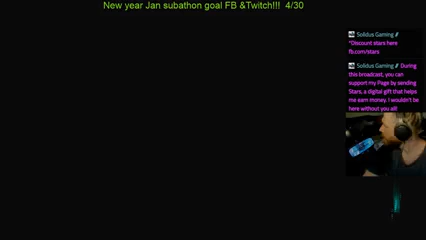 New year Jan subathon goal FB &Twitch!!! 4/30
Solidus Gaming
*Discount stars here
fb.com/stars
Solidus Gaming During
this broadcast, you can
support my Page by sending
Stars, a digital gift that helps
me earn money. I wouldn't be
here without you all!